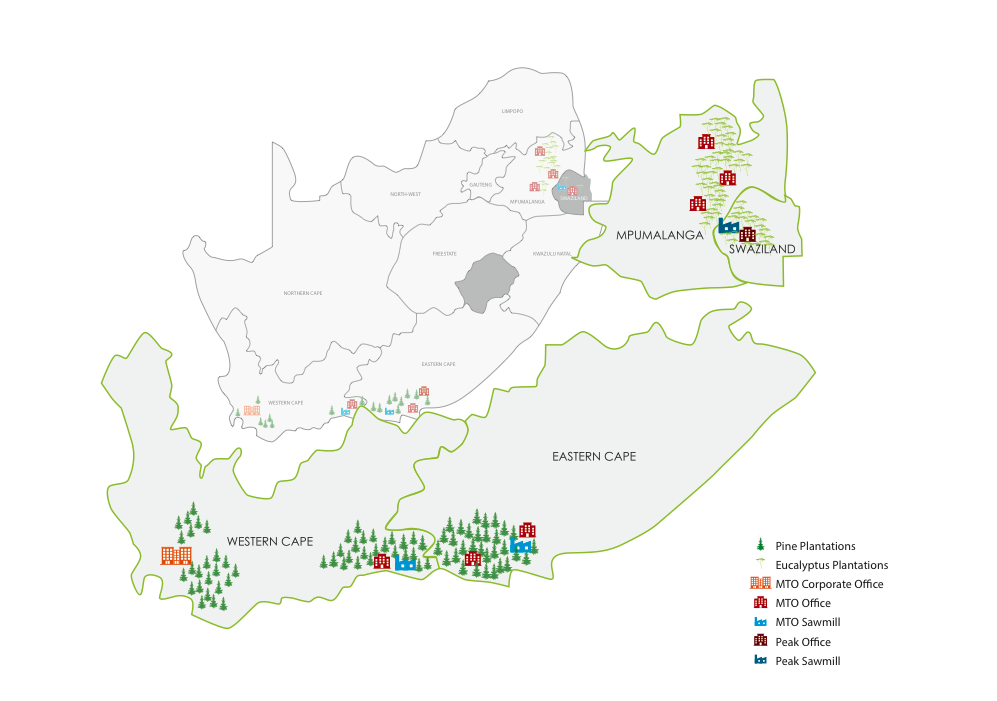 LIMPOPO
NORTH WEST
GAUTENG
MPUMALANGA
SWAZILAND
FREESTATE
KWAZULU NATAL
NORTHERN CAPE
EASTERN CAPE
WESTERN CAPE
MPUMALANGA
SWAZILAND
EASTERN CAPE
WESTERN CAPE
Pine Plantations
Eucalyptus Plantations
MTO Corporate Office
MTO Office
MTO Sawmill
Peak Office
Peak Sawmill